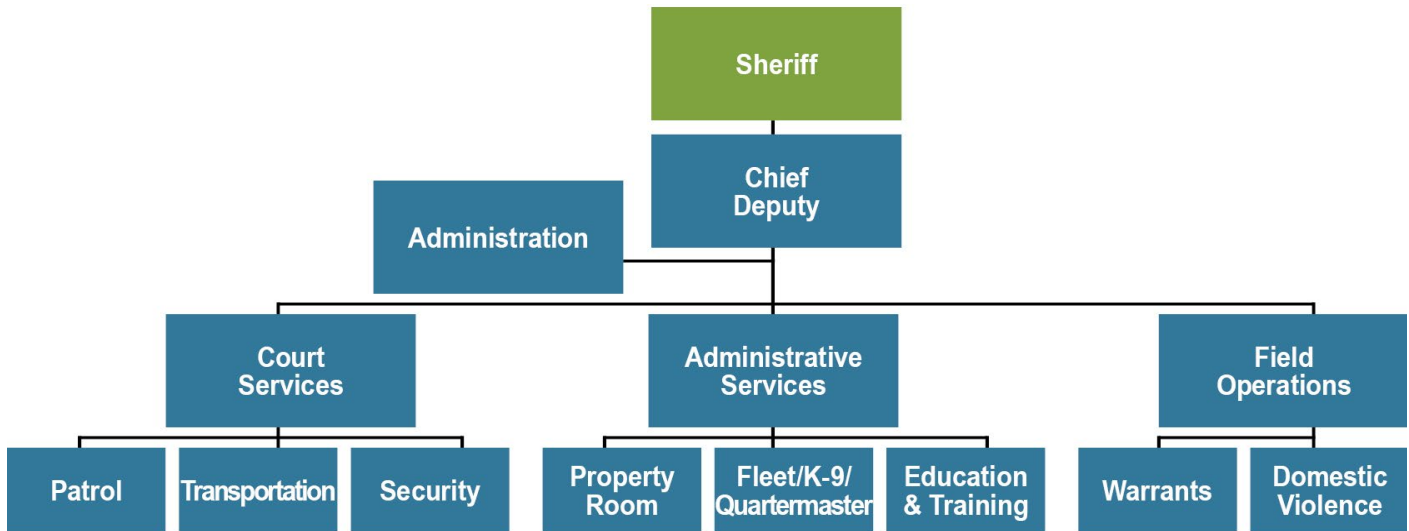 Sheriff
Chief
Deputy
Administration
Court
Services
Administrative
Services
Field
Operations
Patrol
Transportation
Security
Property
Room
Fleet/K-9/
Quartermaster
Education
& Training
Warrants
Domestic
Violence